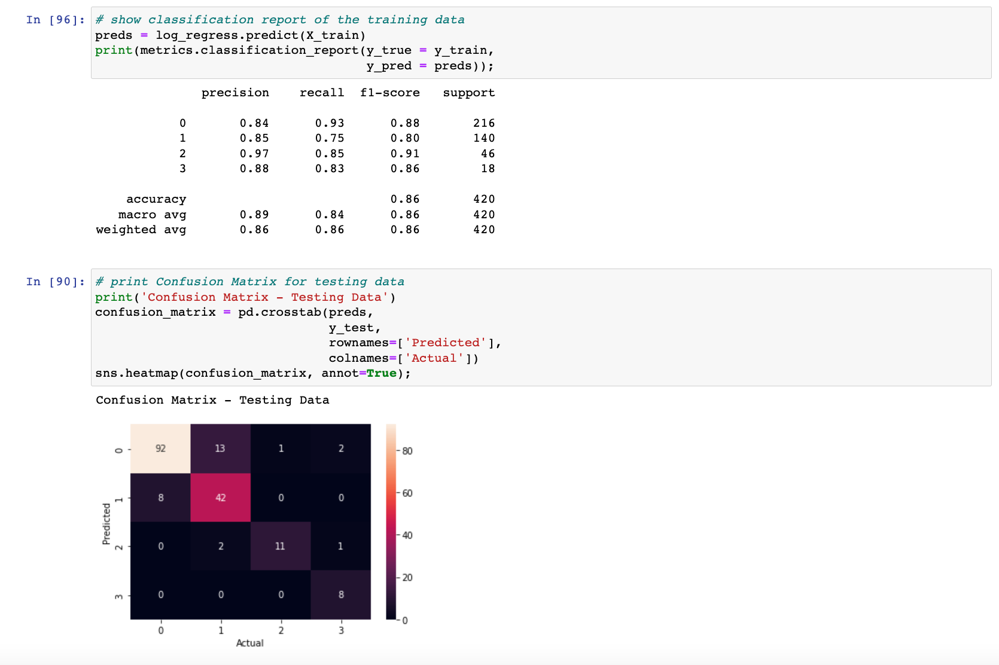 In [96]: # show classification report of the training data
preds = log_regress.predict(X_train)
print(metrics.classification_report(y_true = y_train,
y_pred = preds));
precision recall f1-score support
0 0.84 0.93 0.88 216
1 0.85 0.75 0.80 140
2 0.97 0.85 0.91 46
3 0.88 0.83 0.86 18
accuracy 0.86 420
macro avg 0.89 0.84 0.86 420
weighted avg 0.86 0.86 0.86 420
In [90]: # print Confusion Matrix for testing data
print('Confusion Matrix - Testing Data')
confusion_matrix = pd.crosstab(preds,
y_test,
rownames=['Predicted'],
colnames=['Actual'])
sns.heatmap(confusion_matrix, annot=True);
Confusion Matrix - Testing Data
0 92 13 1 2
1 8 42 0 0
2 0 2 11 1
3 0 0 0 8
0 1 2 3
Predicted
Actual
80
60
40
20
0